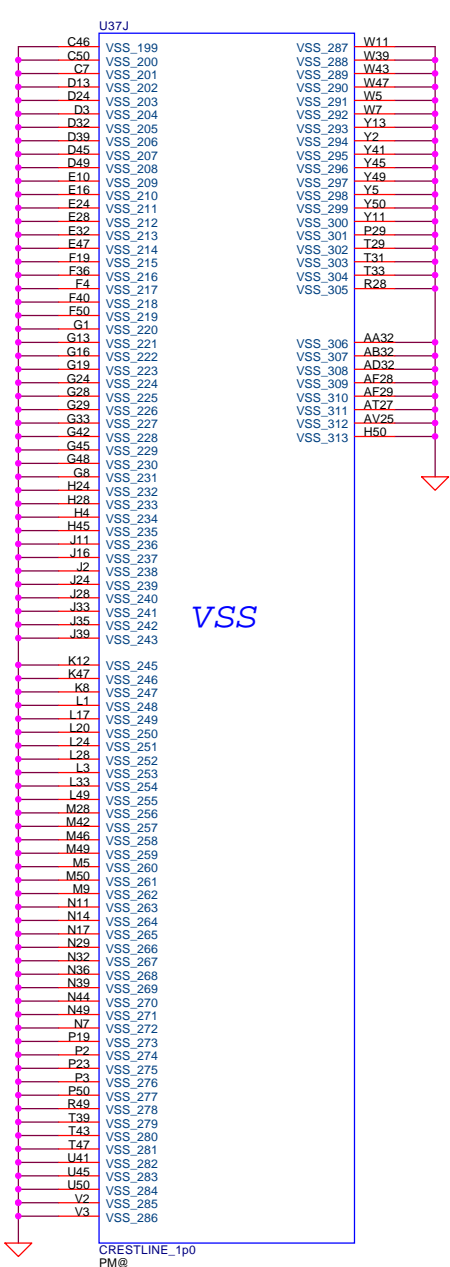 U37J
C46 VSS_199 VSS_287 W11
C50 VSS_200 VSS_288 W39
C7 VSS_201 VSS_289 W43
D13 VSS_202 VSS_290 W47
D24 VSS_203 VSS_291 W5
D3 VSS_204 VSS_292 W7
D32 VSS_205 VSS_293 Y13
D39 VSS_206 VSS_294 Y2
D45 VSS_207 VSS_295 Y41
D49 VSS_208 VSS_296 Y45
E10 VSS_209 VSS_297 Y49
E16 VSS_210 VSS_298 Y5
E24 VSS_211 VSS_299 Y50
E28 VSS_212 VSS_300 Y11
E32 VSS_213 VSS_301 P29
E47 VSS_214 VSS_302 T29
F19 VSS_215 VSS_303 T31
F36 VSS_216 VSS_304 T33
F4 VSS_217 VSS_305 R28
F40 VSS_218
F50 VSS_219
G1 VSS_220
G13 VSS_221 VSS_306 AA32
G16 VSS_222 VSS_307 AB32
G19 VSS_223 VSS_308 AD32
G24 VSS_224 VSS_309 AF28
G28 VSS_225 VSS_310 AF29
G29 VSS_226 VSS_311 AT27
G33 VSS_227 VSS_312 AV25
G42 VSS_228 VSS_313 H50
G45 VSS_229
G48 VSS_230
G8 VSS_231
H24 VSS_232
H28 VSS_233
H4 VSS_234
H45 VSS_235
J11 VSS_236
J16 VSS_237
J2 VSS_238
J24 VSS_239
J28 VSS_240
J33 VSS_241
J35 VSS_242
J39 VSS_243
VSS
K12 VSS_245
K47 VSS_246
K8 VSS_247
L1 VSS_248
L17 VSS_249
L20 VSS_250
L24 VSS_251
L28 VSS_252
L3 VSS_253
L33 VSS_254
L49 VSS_255
M28 VSS_256
M42 VSS_257
M46 VSS_258
M49 VSS_259
M5 VSS_260
M50 VSS_261
M9 VSS_262
N11 VSS_263
N14 VSS_264
N17 VSS_265
N29 VSS_266
N32 VSS_267
N36 VSS_268
N39 VSS_269
N44 VSS_270
N49 VSS_271
N7 VSS_272
P19 VSS_273
P2 VSS_274
P23 VSS_275
P3 VSS_276
P50 VSS_277
R49 VSS_278
T39 VSS_279
T43 VSS_280
T47 VSS_281
U41 VSS_282
U45 VSS_283
U50 VSS_284
V2 VSS_285
V3 VSS_286
CRESTLINE_1p0
PM@